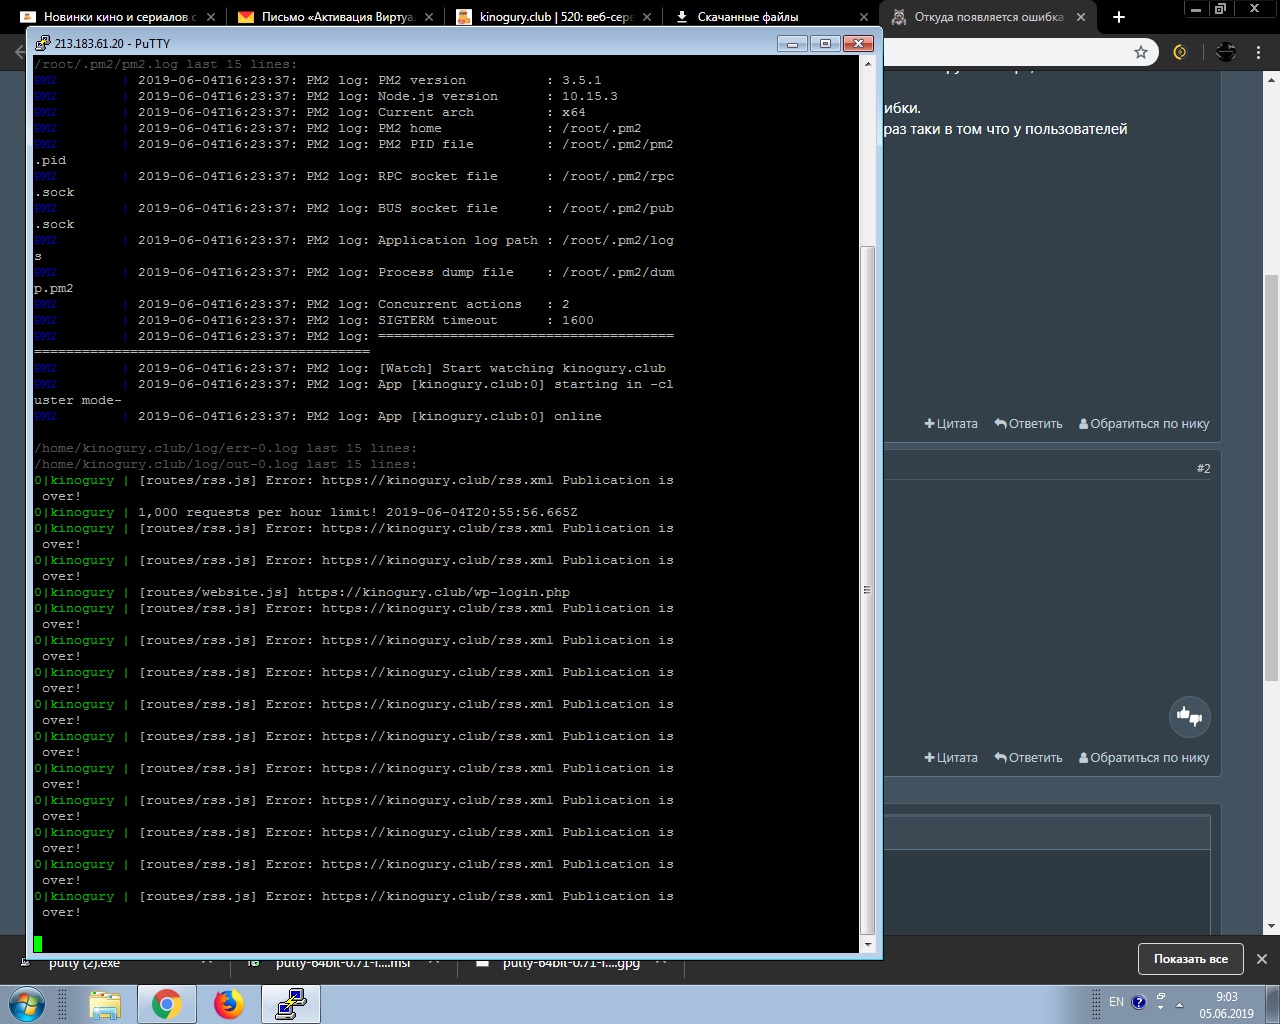 Новинки кино и сериалов с
Письмо «Активация Виртуа
kinogury.club | 520: веб-серв
Скачанные файлы
Откуда появляется ошибка
213.183.61.20 - PuTTY
/root/.pm2/pm2.log last 15 lines:
PM2 | 2019-06-04T16:23:37: PM2 log: PM2 version : 3.5.1
PM2 | 2019-06-04T16:23:37: PM2 log: Node.js version : 10.15.3
PM2 | 2019-06-04T16:23:37: PM2 log: Current arch : x64
PM2 | 2019-06-04T16:23:37: PM2 log: PM2 home : /root/.pm2
PM2 | 2019-06-04T16:23:37: PM2 log: PM2 PID file : /root/.pm2/pm2
.pid
PM2 | 2019-06-04T16:23:37: PM2 log: RPC socket file : /root/.pm2/rpc
.sock
PM2 | 2019-06-04T16:23:37: PM2 log: BUS socket file : /root/.pm2/pub
.sock
PM2 | 2019-06-04T16:23:37: PM2 log: Application log path : /root/.pm2/log
s
PM2 | 2019-06-04T16:23:37: PM2 log: Process dump file : /root/.pm2/dum
p.pm2
PM2 | 2019-06-04T16:23:37: PM2 log: Concurrent actions : 2
PM2 | 2019-06-04T16:23:37: PM2 log: SIGTERM timeout : 1600
PM2 | 2019-06-04T16:23:37: PM2 log: =====================================
==========================================
PM2 | 2019-06-04T16:23:37: PM2 log: [Watch] Start watching kinogury.club
PM2 | 2019-06-04T16:23:37: PM2 log: App [kinogury.club:0] starting in -cl
uster mode-
PM2 | 2019-06-04T16:23:37: PM2 log: App [kinogury.club:0] online
/home/kinogury.club/log/err-0.log last 15 lines:
/home/kinogury.club/log/out-0.log last 15 lines:
0|kinogury | [routes/rss.js] Error: https://kinogury.club/rss.xml Publication is
over!
0|kinogury | 1,000 requests per hour limit! 2019-06-04T20:55:56.665Z
0|kinogury | [routes/rss.js] Error: https://kinogury.club/rss.xml Publication is
over!
0|kinogury | [routes/rss.js] Error: https://kinogury.club/rss.xml Publication is
over!
0|kinogury | [routes/website.js] https://kinogury.club/wp-login.php
0|kinogury | [routes/rss.js] Error: https://kinogury.club/rss.xml Publication is
over!
0|kinogury | [routes/rss.js] Error: https://kinogury.club/rss.xml Publication is
over!
0|kinogury | [routes/rss.js] Error: https://kinogury.club/rss.xml Publication is
over!
0|kinogury | [routes/rss.js] Error: https://kinogury.club/rss.xml Publication is
over!
0|kinogury | [routes/rss.js] Error: https://kinogury.club/rss.xml Publication is
over!
0|kinogury | [routes/rss.js] Error: https://kinogury.club/rss.xml Publication is
over!
0|kinogury | [routes/rss.js] Error: https://kinogury.club/rss.xml Publication is
over!
0|kinogury | [routes/rss.js] Error: https://kinogury.club/rss.xml Publication is
over!
0|kinogury | [routes/rss.js] Error: https://kinogury.club/rss.xml Publication is
over!
0|kinogury | [routes/rss.js] Error: https://kinogury.club/rss.xml Publication is
over!
ибки.
раз таки в том что у пользователей
Цитата Ответить Обратиться по нику
#2
Цитата Ответить Обратиться по нику
putty (2).exe
putty-64bit-0.71-i....msi
putty-64bit-0.71-i....gpg
Показать все
EN
9:03
05.06.2019